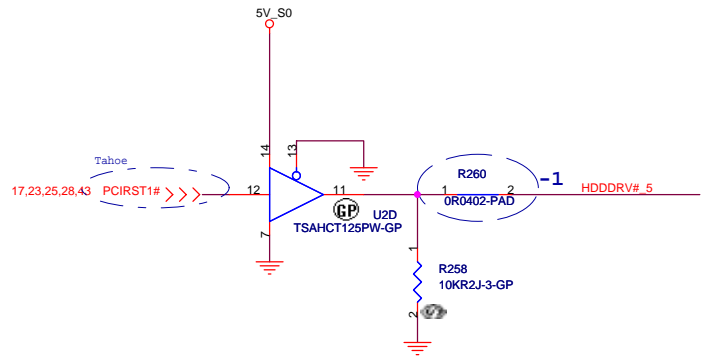 5V_S0
Tahoe
14
13
17,23,25,28,43 PCIRST1#
12
11
GP
U2D
TSAHCT125PW-GP
7
R260
1
2
0R0402-PAD
-1
HDDDRV#_5
1
R258
10KR2J-3-GP
2